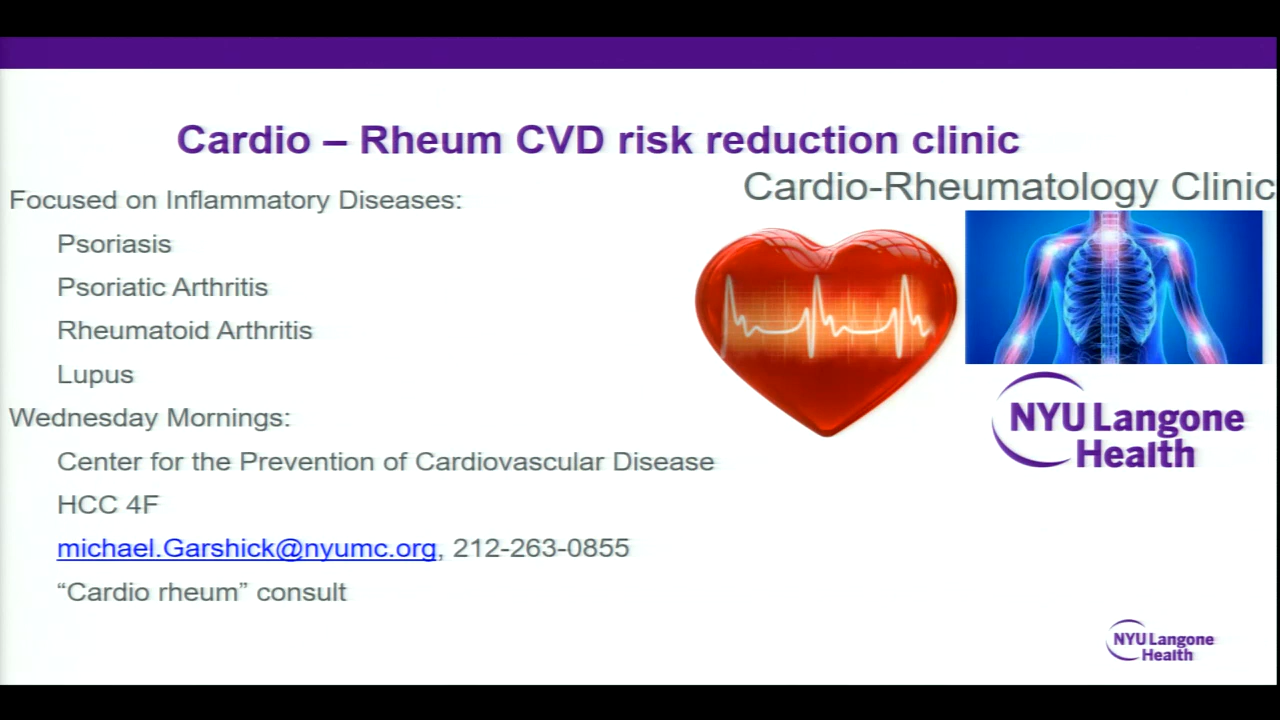 Cardio – Rheum CVD risk reduction clinic
Cardio-Rheumatology Clinic
Focused on Inflammatory Diseases:
Psoriasis
Psoriatic Arthritis
Rheumatoid Arthritis
Lupus
Wednesday Mornings:
Center for the Prevention of Cardiovascular Disease
HCC 4F
michael.Garshick@nyumc.org, 212-263-0855
“Cardio rheum” consult
NYU Langone
Health
NYU Langone
Health